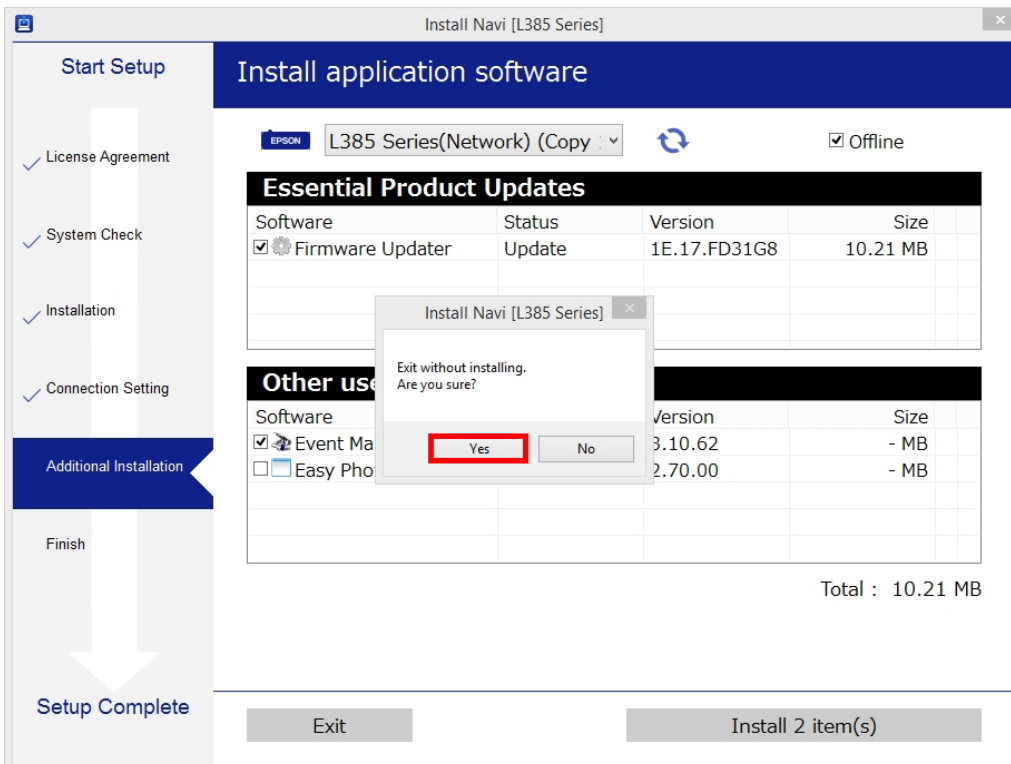 Install Navi [L385 Series]
Start Setup
License Agreement
System Check
Installation
Connection Setting
Additional Installation
Finish
Setup Complete
Install application software
EPSON L385 Series(Network) (Copy Offline
Essential Product Updates
Software Status Version Size
Firmware Updater Update 1E.17.FD31G8 10.21 MB
Install Navi [L385 Series]
Exit without installing.
Are you sure?
Yes No
Other use
Software Version Size
Event Ma 3.10.62 - MB
Easy Pho 2.70.00 - MB
Total : 10.21 MB
Exit Install 2 item(s)